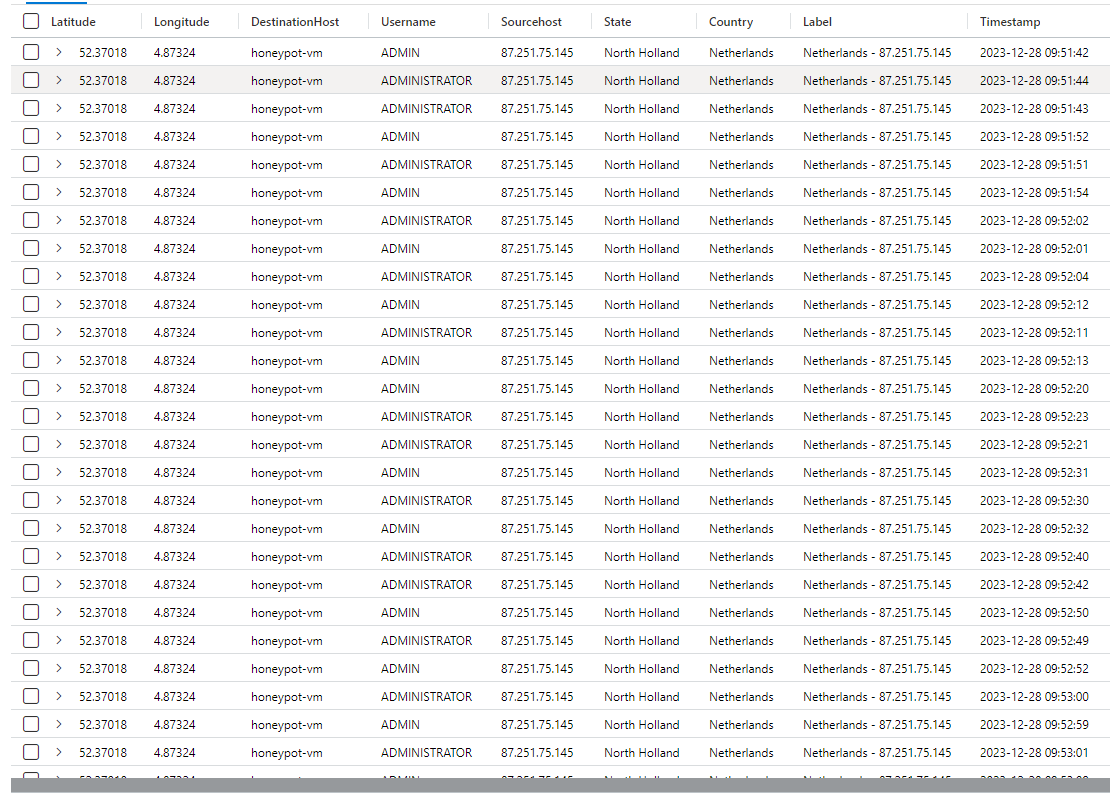 Latitude Longitude DestinationHost Username Sourcehost State Country Label Timestamp
52.37018 4.87324 honeypot-vm ADMIN 87.251.75.145 North Holland Netherlands Netherlands - 87.251.75.145 2023-12-28 09:51:42
52.37018 4.87324 honeypot-vm ADMINISTRATOR 87.251.75.145 North Holland Netherlands Netherlands - 87.251.75.145 2023-12-28 09:51:44
52.37018 4.87324 honeypot-vm ADMINISTRATOR 87.251.75.145 North Holland Netherlands Netherlands - 87.251.75.145 2023-12-28 09:51:43
52.37018 4.87324 honeypot-vm ADMIN 87.251.75.145 North Holland Netherlands Netherlands - 87.251.75.145 2023-12-28 09:51:52
52.37018 4.87324 honeypot-vm ADMINISTRATOR 87.251.75.145 North Holland Netherlands Netherlands - 87.251.75.145 2023-12-28 09:51:51
52.37018 4.87324 honeypot-vm ADMIN 87.251.75.145 North Holland Netherlands Netherlands - 87.251.75.145 2023-12-28 09:51:54
52.37018 4.87324 honeypot-vm ADMINISTRATOR 87.251.75.145 North Holland Netherlands Netherlands - 87.251.75.145 2023-12-28 09:52:02
52.37018 4.87324 honeypot-vm ADMIN 87.251.75.145 North Holland Netherlands Netherlands - 87.251.75.145 2023-12-28 09:52:01
52.37018 4.87324 honeypot-vm ADMINISTRATOR 87.251.75.145 North Holland Netherlands Netherlands - 87.251.75.145 2023-12-28 09:52:04
52.37018 4.87324 honeypot-vm ADMIN 87.251.75.145 North Holland Netherlands Netherlands - 87.251.75.145 2023-12-28 09:52:12
52.37018 4.87324 honeypot-vm ADMINISTRATOR 87.251.75.145 North Holland Netherlands Netherlands - 87.251.75.145 2023-12-28 09:52:11
52.37018 4.87324 honeypot-vm ADMIN 87.251.75.145 North Holland Netherlands Netherlands - 87.251.75.145 2023-12-28 09:52:13
52.37018 4.87324 honeypot-vm ADMIN 87.251.75.145 North Holland Netherlands Netherlands - 87.251.75.145 2023-12-28 09:52:20
52.37018 4.87324 honeypot-vm ADMINISTRATOR 87.251.75.145 North Holland Netherlands Netherlands - 87.251.75.145 2023-12-28 09:52:23
52.37018 4.87324 honeypot-vm ADMINISTRATOR 87.251.75.145 North Holland Netherlands Netherlands - 87.251.75.145 2023-12-28 09:52:21
52.37018 4.87324 honeypot-vm ADMIN 87.251.75.145 North Holland Netherlands Netherlands - 87.251.75.145 2023-12-28 09:52:31
52.37018 4.87324 honeypot-vm ADMINISTRATOR 87.251.75.145 North Holland Netherlands Netherlands - 87.251.75.145 2023-12-28 09:52:30
52.37018 4.87324 honeypot-vm ADMIN 87.251.75.145 North Holland Netherlands Netherlands - 87.251.75.145 2023-12-28 09:52:32
52.37018 4.87324 honeypot-vm ADMINISTRATOR 87.251.75.145 North Holland Netherlands Netherlands - 87.251.75.145 2023-12-28 09:52:40
52.37018 4.87324 honeypot-vm ADMINISTRATOR 87.251.75.145 North Holland Netherlands Netherlands - 87.251.75.145 2023-12-28 09:52:42
52.37018 4.87324 honeypot-vm ADMIN 87.251.75.145 North Holland Netherlands Netherlands - 87.251.75.145 2023-12-28 09:52:50
52.37018 4.87324 honeypot-vm ADMINISTRATOR 87.251.75.145 North Holland Netherlands Netherlands - 87.251.75.145 2023-12-28 09:52:49
52.37018 4.87324 honeypot-vm ADMIN 87.251.75.145 North Holland Netherlands Netherlands - 87.251.75.145 2023-12-28 09:52:52
52.37018 4.87324 honeypot-vm ADMINISTRATOR 87.251.75.145 North Holland Netherlands Netherlands - 87.251.75.145 2023-12-28 09:53:00
52.37018 4.87324 honeypot-vm ADMIN 87.251.75.145 North Holland Netherlands Netherlands - 87.251.75.145 2023-12-28 09:52:59
52.37018 4.87324 honeypot-vm ADMINISTRATOR 87.251.75.145 North Holland Netherlands Netherlands - 87.251.75.145 2023-12-28 09:53:01